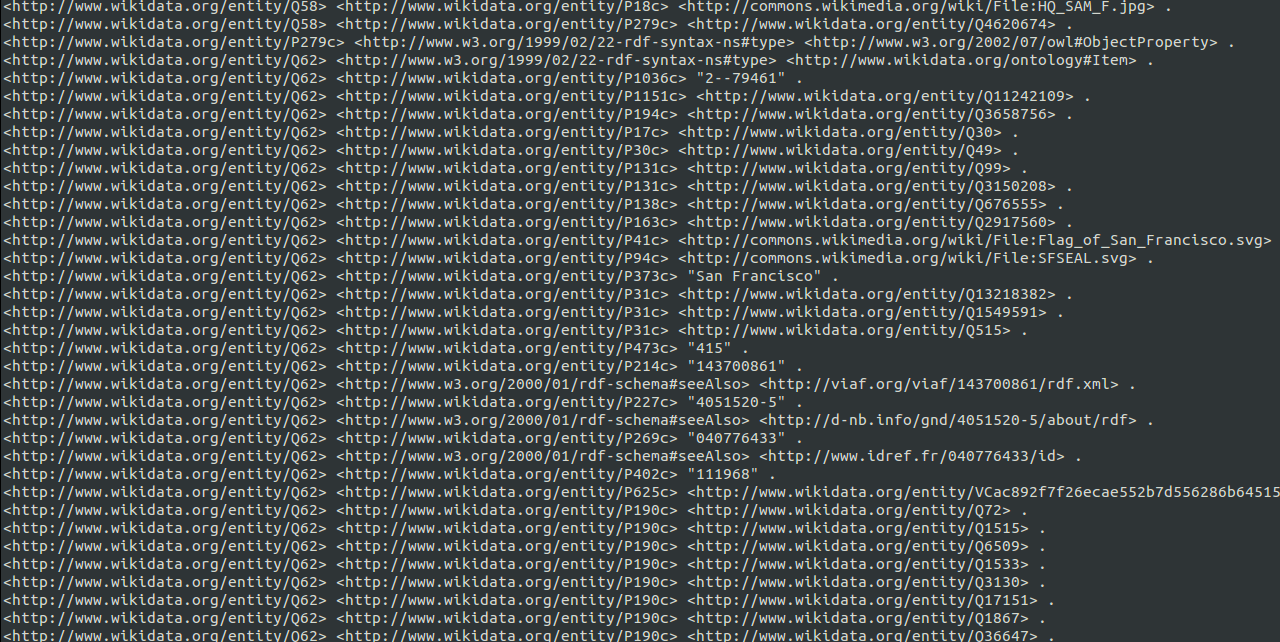 <http://www.wikidata.org/entity/Q58> <http://www.wikidata.org/entity/P18c> <http://commons.wikimedia.org/wiki/File:HQ_SAM_F.jpg> .
<http://www.wikidata.org/entity/Q58> <http://www.wikidata.org/entity/P279c> <http://www.wikidata.org/entity/Q4620674> .
<http://www.wikidata.org/entity/P279c> <http://www.w3.org/1999/02/22-rdf-syntax-ns#type> <http://www.w3.org/2002/07/owl#ObjectProperty> .
<http://www.wikidata.org/entity/Q62> <http://www.w3.org/1999/02/22-rdf-syntax-ns#type> <http://www.wikidata.org/ontology#Item> .
<http://www.wikidata.org/entity/Q62> <http://www.wikidata.org/entity/P1036c> "2--79461" .
<http://www.wikidata.org/entity/Q62> <http://www.wikidata.org/entity/P1151c> <http://www.wikidata.org/entity/Q11242109> .
<http://www.wikidata.org/entity/Q62> <http://www.wikidata.org/entity/P194c> <http://www.wikidata.org/entity/Q3658756> .
<http://www.wikidata.org/entity/Q62> <http://www.wikidata.org/entity/P17c> <http://www.wikidata.org/entity/Q30> .
<http://www.wikidata.org/entity/Q62> <http://www.wikidata.org/entity/P30c> <http://www.wikidata.org/entity/Q49> .
<http://www.wikidata.org/entity/Q62> <http://www.wikidata.org/entity/P131c> <http://www.wikidata.org/entity/Q99> .
<http://www.wikidata.org/entity/Q62> <http://www.wikidata.org/entity/P131c> <http://www.wikidata.org/entity/Q3150208> .
<http://www.wikidata.org/entity/Q62> <http://www.wikidata.org/entity/P138c> <http://www.wikidata.org/entity/Q676555> .
<http://www.wikidata.org/entity/Q62> <http://www.wikidata.org/entity/P163c> <http://www.wikidata.org/entity/Q2917560> .
<http://www.wikidata.org/entity/Q62> <http://www.wikidata.org/entity/P41c> <http://commons.wikimedia.org/wiki/File:Flag_of_San_Francisco.svg>
<http://www.wikidata.org/entity/Q62> <http://www.wikidata.org/entity/P94c> <http://commons.wikimedia.org/wiki/File:SFSEAL.svg> .
<http://www.wikidata.org/entity/Q62> <http://www.wikidata.org/entity/P373c> "San Francisco" .
<http://www.wikidata.org/entity/Q62> <http://www.wikidata.org/entity/P31c> <http://www.wikidata.org/entity/Q13218382> .
<http://www.wikidata.org/entity/Q62> <http://www.wikidata.org/entity/P31c> <http://www.wikidata.org/entity/Q1549591> .
<http://www.wikidata.org/entity/Q62> <http://www.wikidata.org/entity/P31c> <http://www.wikidata.org/entity/Q515> .
<http://www.wikidata.org/entity/Q62> <http://www.wikidata.org/entity/P473c> "415" .
<http://www.wikidata.org/entity/Q62> <http://www.wikidata.org/entity/P214c> "143700861" .
<http://www.wikidata.org/entity/Q62> <http://www.w3.org/2000/01/rdf-schema#seeAlso> <http://viaf.org/viaf/143700861/rdf.xml> .
<http://www.wikidata.org/entity/Q62> <http://www.wikidata.org/entity/P227c> "4051520-5" .
<http://www.wikidata.org/entity/Q62> <http://www.w3.org/2000/01/rdf-schema#seeAlso> <http://d-nb.info/gnd/4051520-5/about/rdf> .
<http://www.wikidata.org/entity/Q62> <http://www.wikidata.org/entity/P269c> "040776433" .
<http://www.wikidata.org/entity/Q62> <http://www.w3.org/2000/01/rdf-schema#seeAlso> <http://www.idref.fr/040776433/id> .
<http://www.wikidata.org/entity/Q62> <http://www.wikidata.org/entity/P402c> "111968" .
<http://www.wikidata.org/entity/Q62> <http://www.wikidata.org/entity/P625c> <http://www.wikidata.org/entity/VCac892f7f26ecae552b7d556286b64515
<http://www.wikidata.org/entity/Q62> <http://www.wikidata.org/entity/P190c> <http://www.wikidata.org/entity/Q72> .
<http://www.wikidata.org/entity/Q62> <http://www.wikidata.org/entity/P190c> <http://www.wikidata.org/entity/Q1515> .
<http://www.wikidata.org/entity/Q62> <http://www.wikidata.org/entity/P190c> <http://www.wikidata.org/entity/Q6509> .
<http://www.wikidata.org/entity/Q62> <http://www.wikidata.org/entity/P190c> <http://www.wikidata.org/entity/Q1533> .
<http://www.wikidata.org/entity/Q62> <http://www.wikidata.org/entity/P190c> <http://www.wikidata.org/entity/Q3130> .
<http://www.wikidata.org/entity/Q62> <http://www.wikidata.org/entity/P190c> <http://www.wikidata.org/entity/Q17151> .
<http://www.wikidata.org/entity/Q62> <http://www.wikidata.org/entity/P190c> <http://www.wikidata.org/entity/Q1867> .
<http://www.wikidata.org/entity/Q62> <http://www.wikidata.org/entity/P190c> <http://www.wikidata.org/entity/Q36647> .